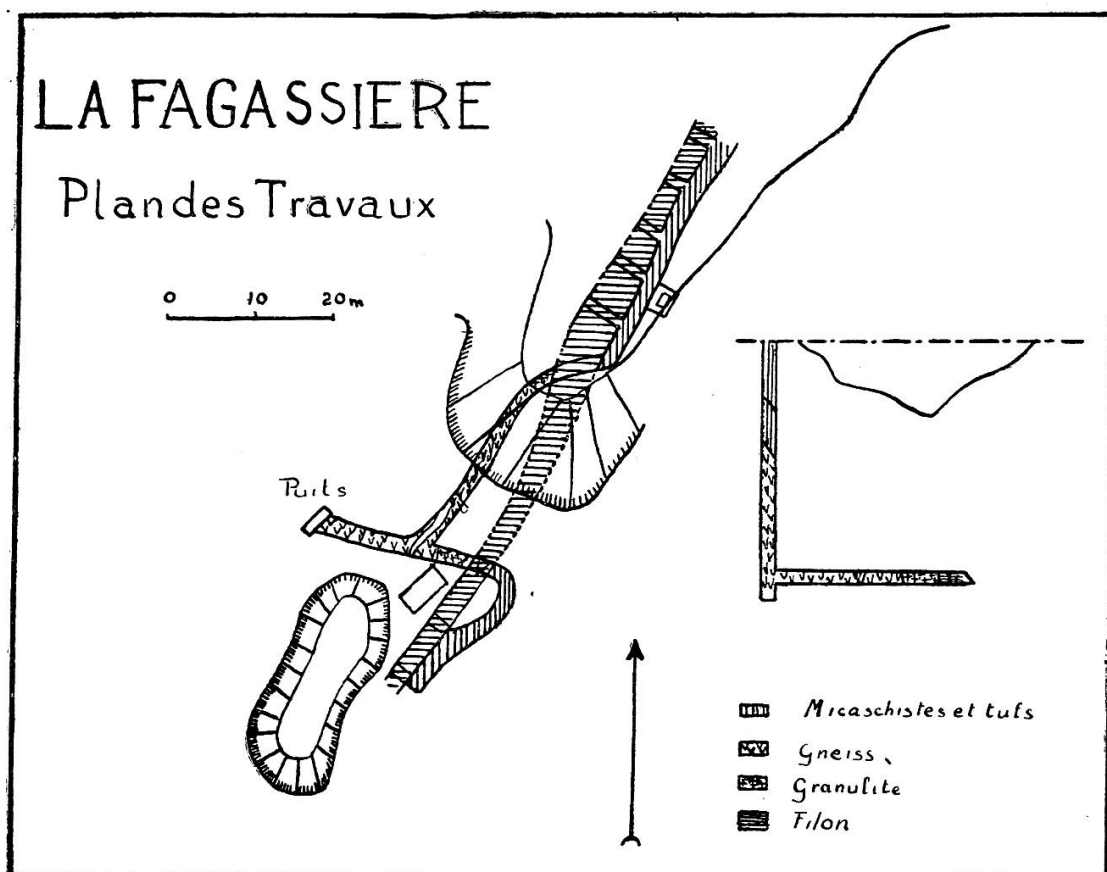 LA FAGASSIERE
Plan des Travaux
0 10 20m
Puits
Micaschistes et tufs
Gneiss.
Granulite
Filon